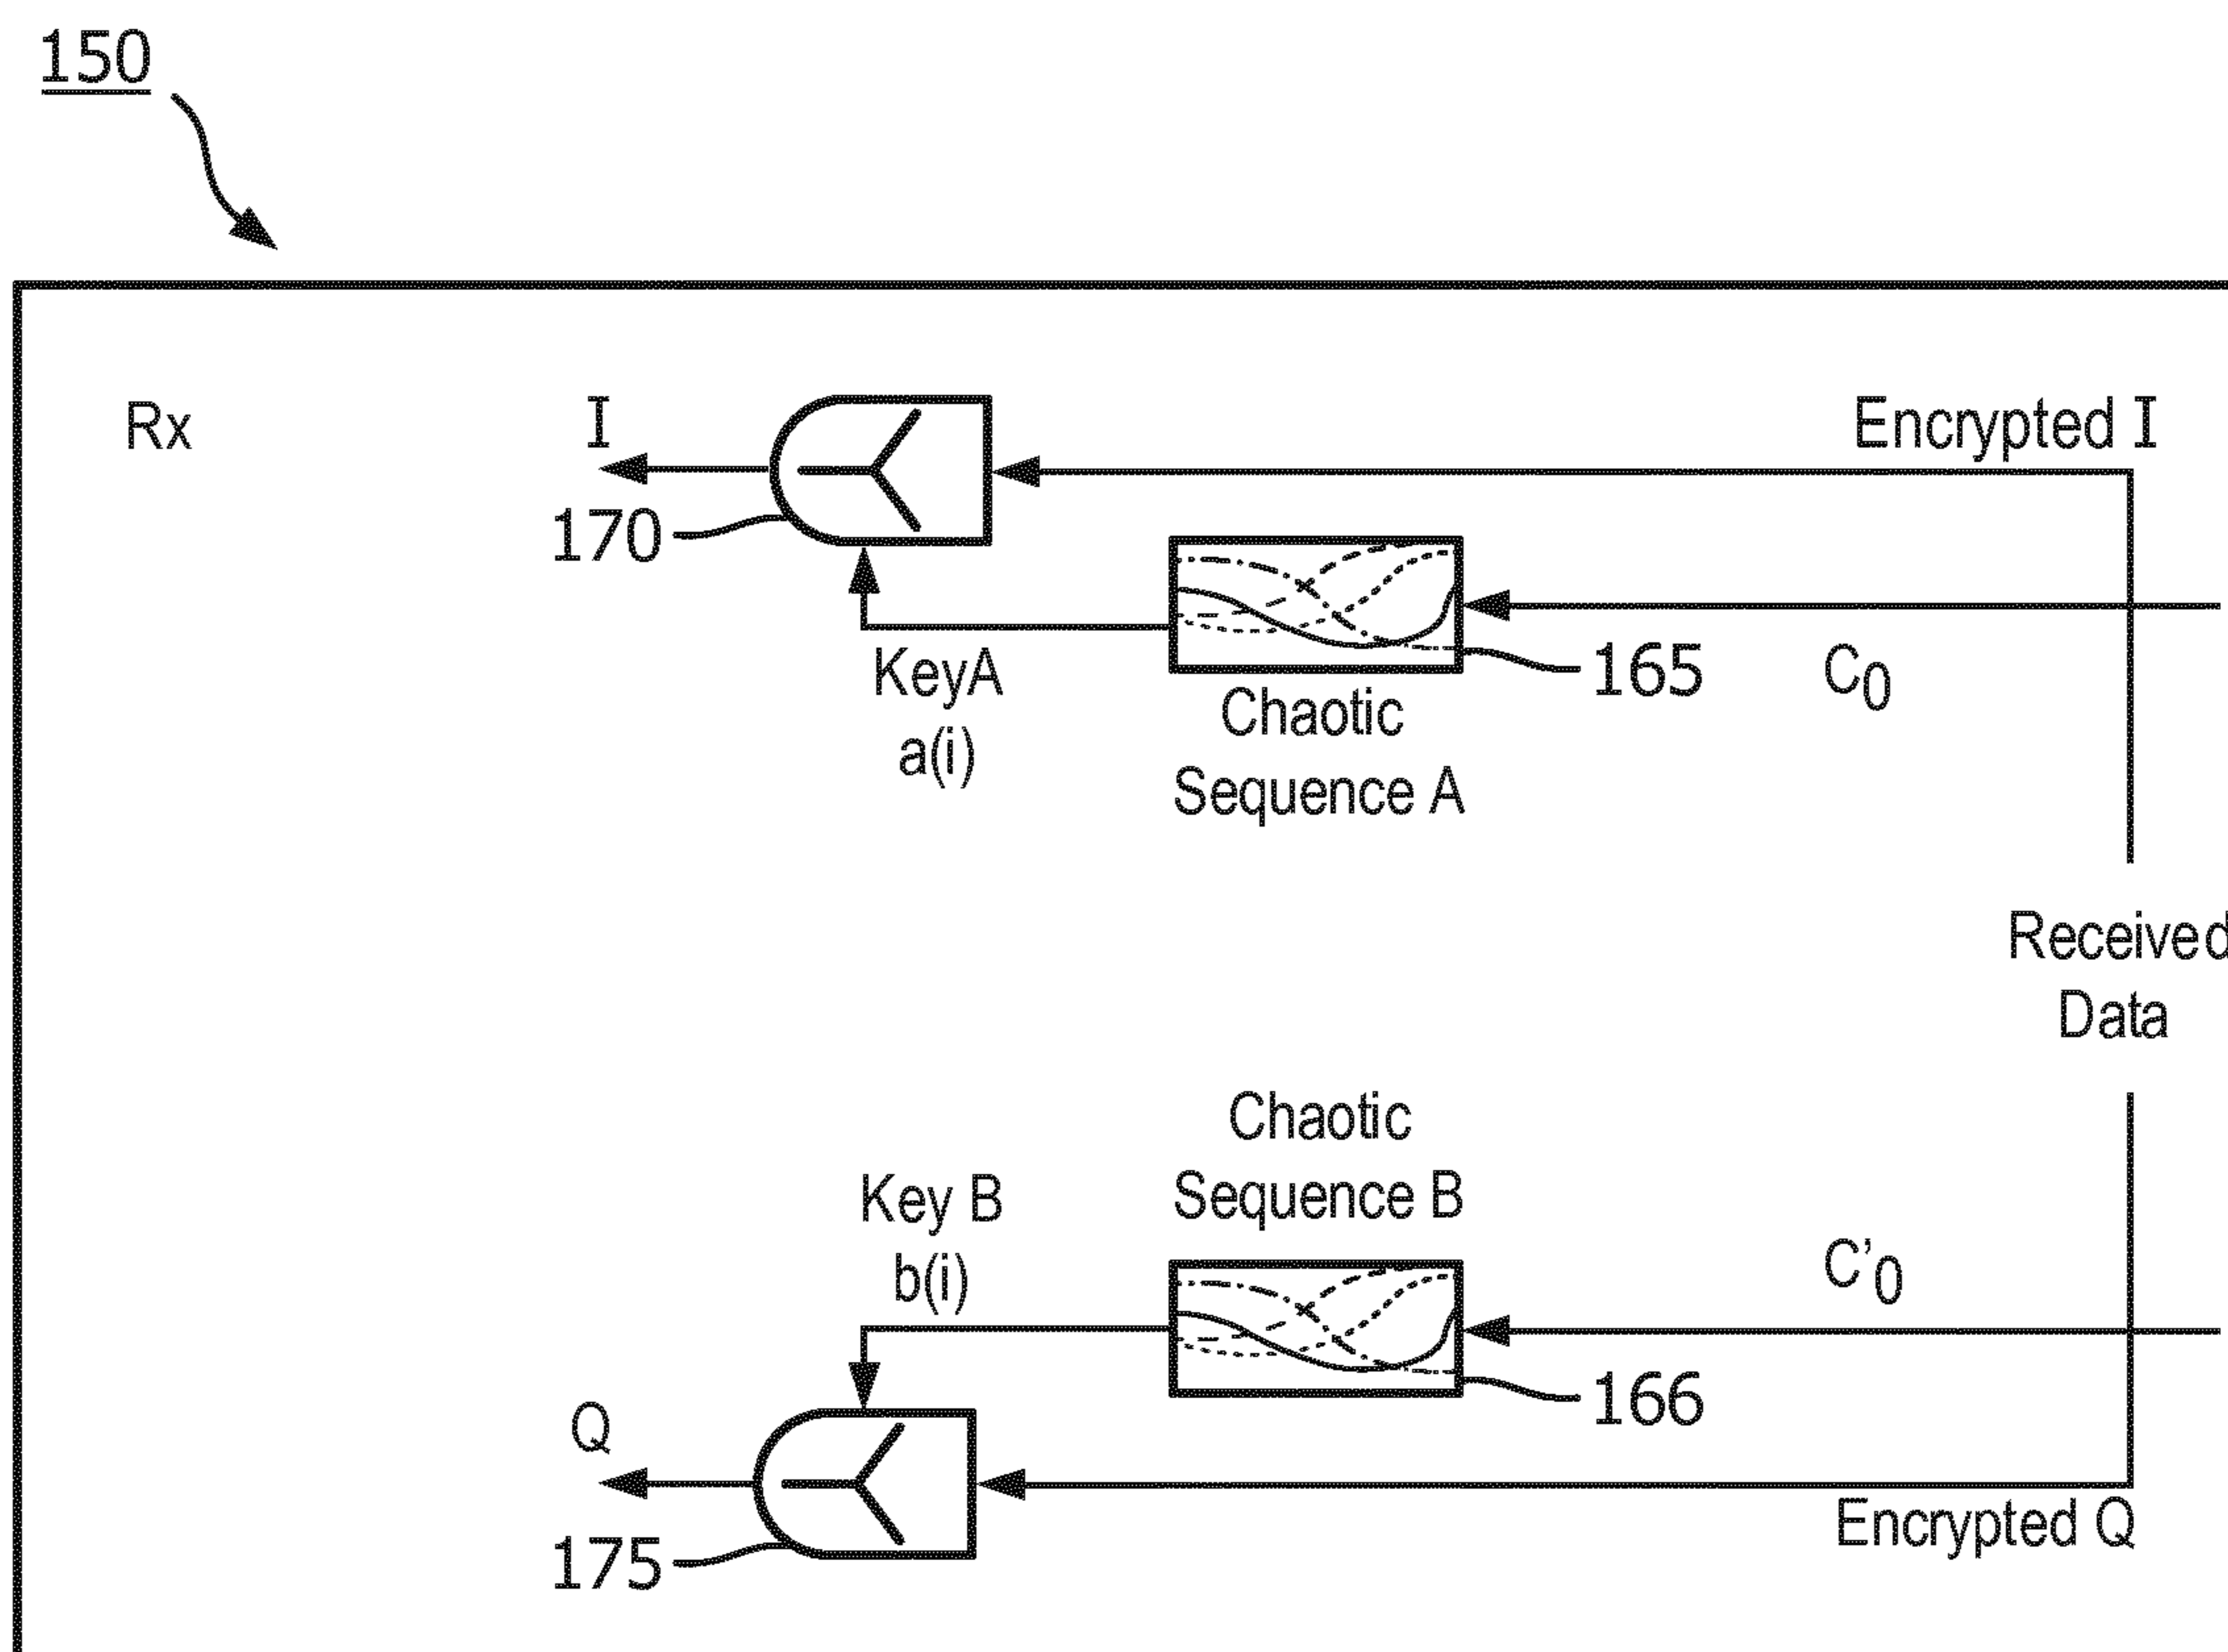 150
Rx
I
Encrypted I
170
165
KeyA
a(i)
C0
Chaotic
Sequence A
Received
Data
Chaotic
Sequence B
Key B
b(i)
C'0
166
Q
175
Encrypted Q